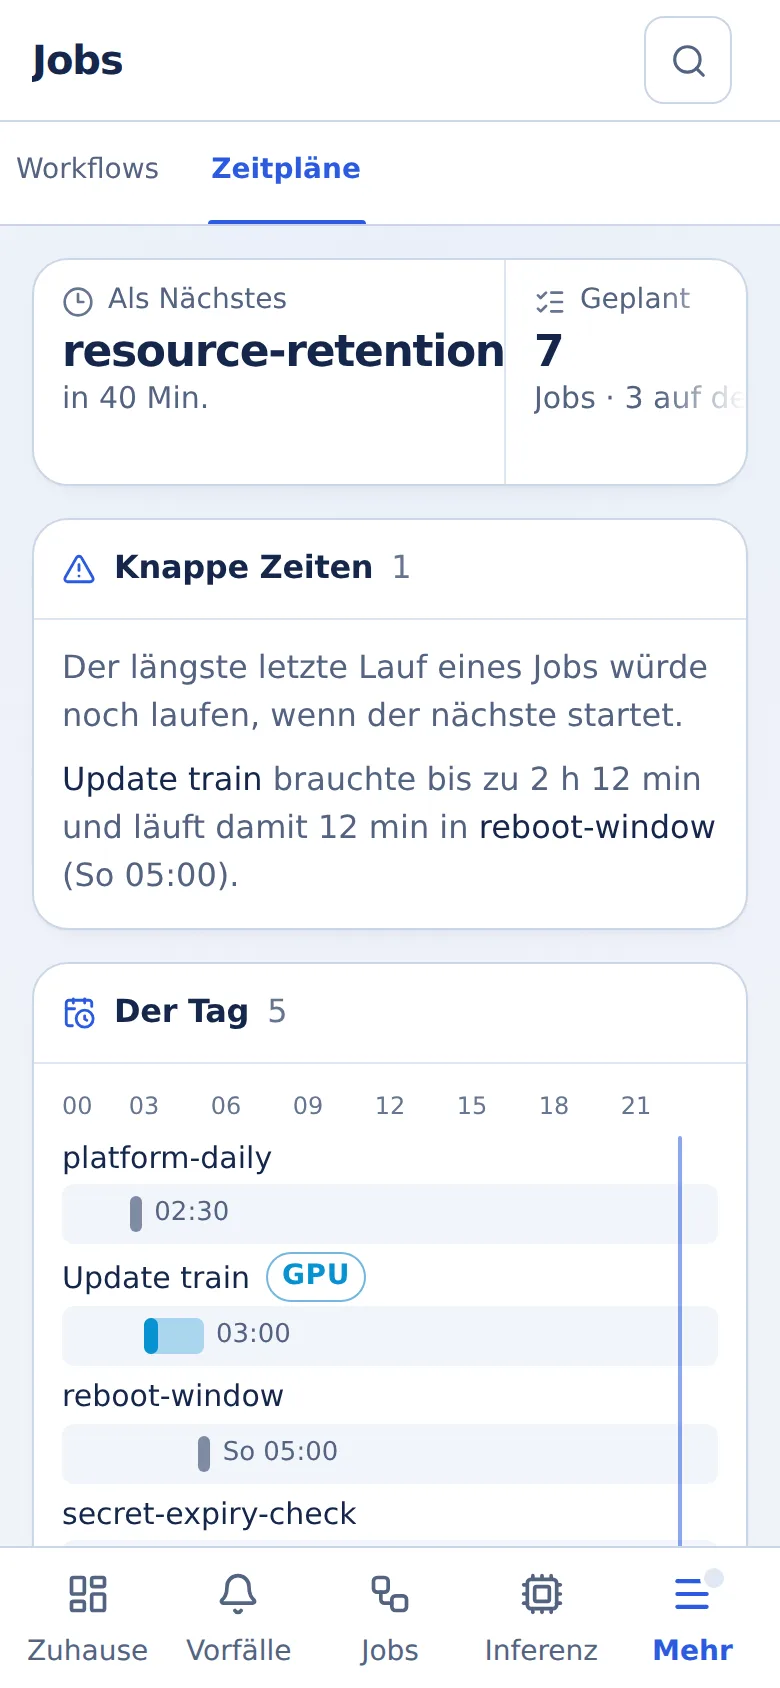 Jobs
Workflows
Zeitpläne
Als Nächstes
resource-retention
in 40 Min.
Geplant
7
Jobs · 3 auf de
Knappe Zeiten 1
Der längste letzte Lauf eines Jobs würde
noch laufen, wenn der nächste startet.
Update train brauchte bis zu 2 h 12 min
und läuft damit 12 min in reboot-window
(So 05:00).
Der Tag 5
00 03 06 09 12 15 18 21
platform-daily
02:30
Update train GPU
03:00
reboot-window
So 05:00
secret-expiry-check
Zuhause
Vorfälle
Jobs
Inferenz
Mehr